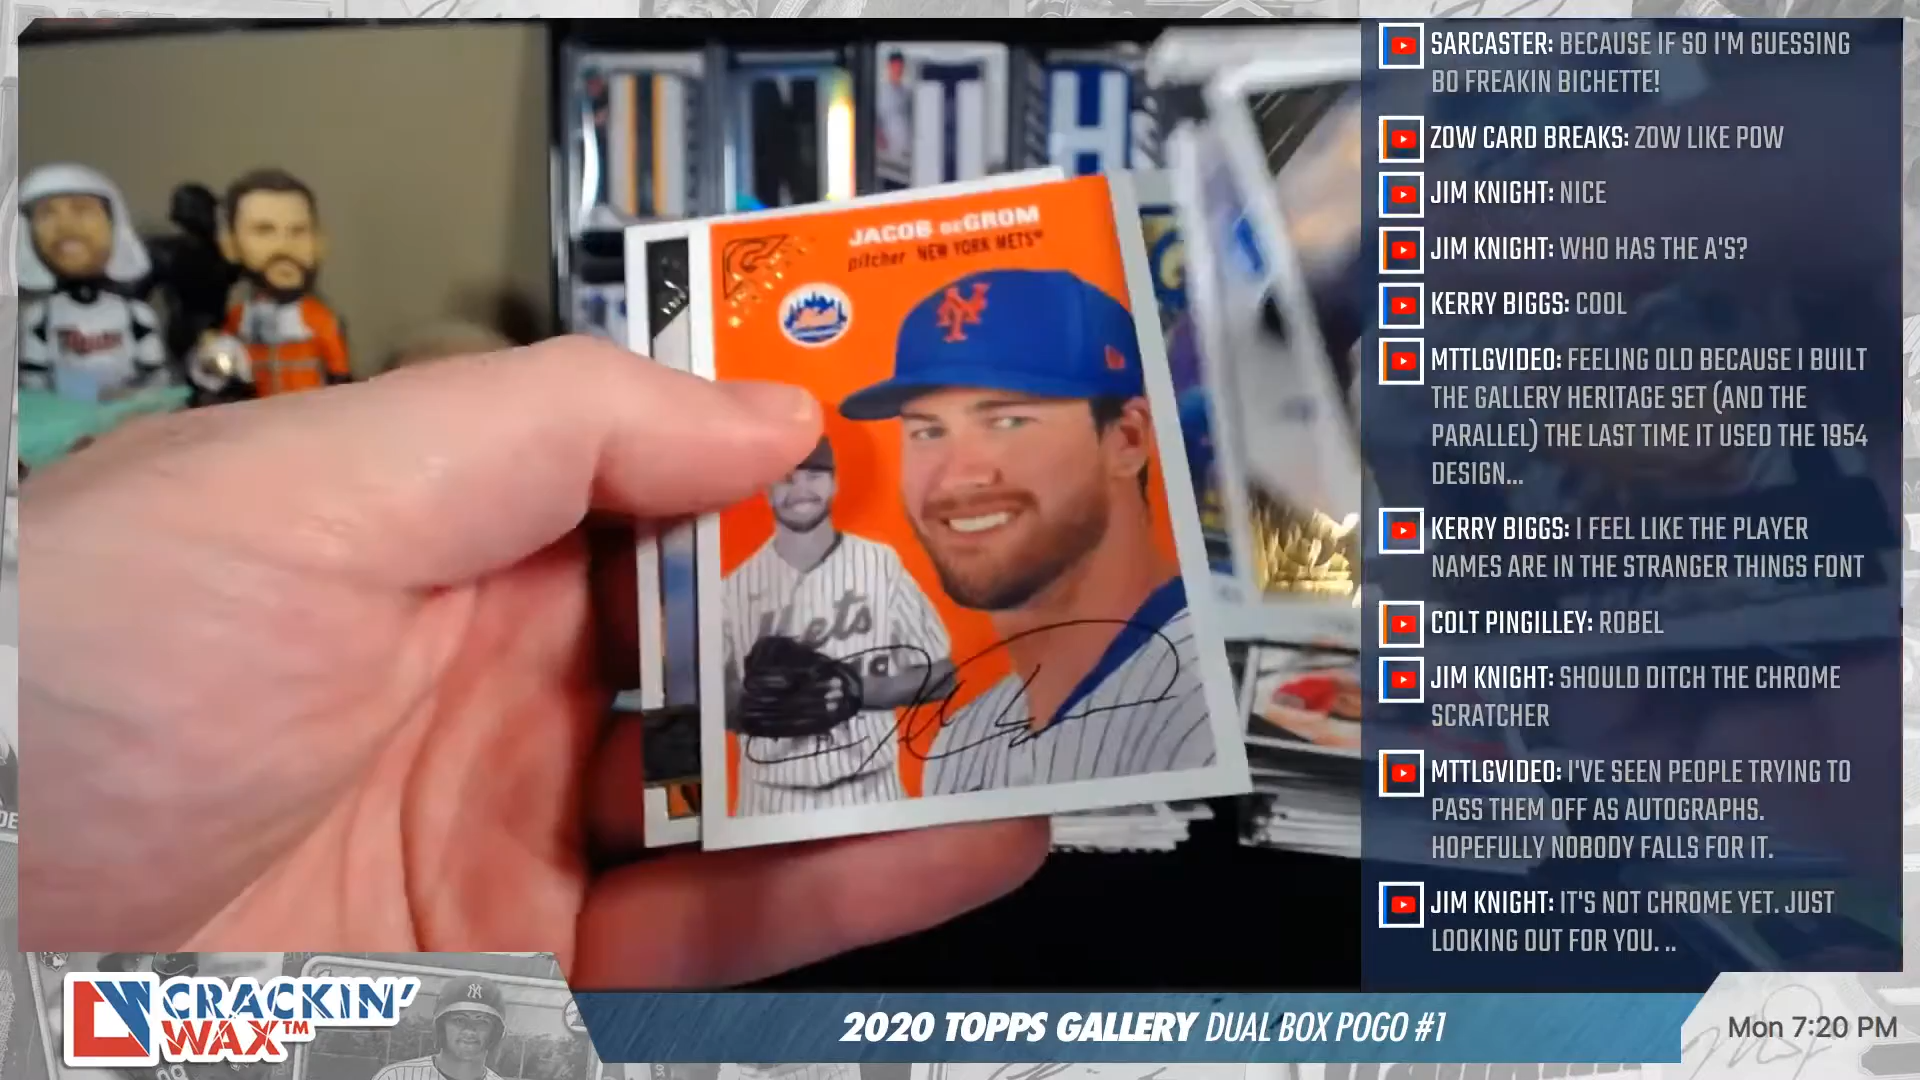 JACOB DEGROM
pitcher NEW YORK METS™
Mets
SARCASTER: BECAUSE IF SO I'M GUESSING
BO FREAKIN BICHETTE!
ZOW CARD BREAKS: ZOW LIKE POW
JIM KNIGHT: NICE
JIM KNIGHT: WHO HAS THE A'S?
KERRY BIGGS: COOL
MTTLGVIDEO: FEELING OLD BECAUSE I BUILT
THE GALLERY HERITAGE SET (AND THE
PARALLEL) THE LAST TIME IT USED THE 1954
DESIGN...
KERRY BIGGS: I FEEL LIKE THE PLAYER
NAMES ARE IN THE STRANGER THINGS FONT
COLT PINGILLEY: ROBEL
JIM KNIGHT: SHOULD DITCH THE CHROME
SCRATCHER
MTTLGVIDEO: I'VE SEEN PEOPLE TRYING TO
PASS THEM OFF AS AUTOGRAPHS.
HOPEFULLY NOBODY FALLS FOR IT.
JIM KNIGHT: IT'S NOT CHROME YET. JUST
LOOKING OUT FOR YOU. ..
CRACKIN'
WAX™
2020 TOPPS GALLERY DUAL BOX POGO #1
Mon 7:20 PM